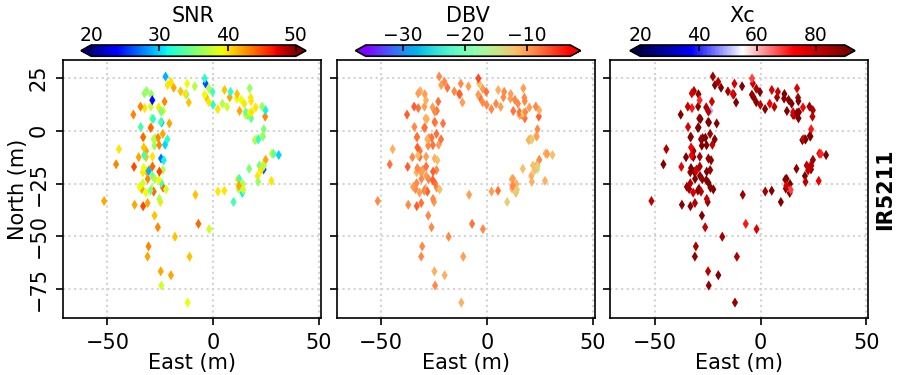 SNR DBV Xc
20 30 40 50 −30 −20 −10 20 40 60 80
25
0
−25
−50
−75
North (m)
−50 0 50 −50 0 50 −50 0 50
East (m) East (m) East (m)
IR5211